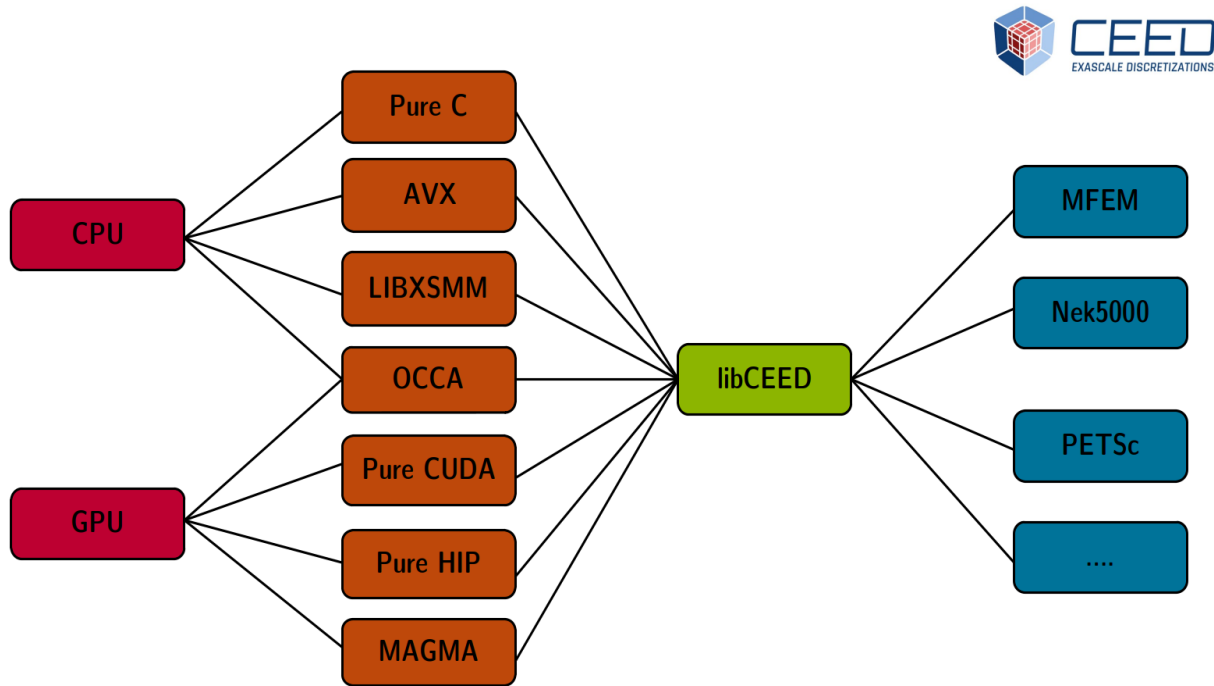 CEED
EXASCALE DISCRETIZATIONS
Pure C
AVX
LIBXSMM
OCCA
Pure CUDA
Pure HIP
MAGMA
CPU
GPU
libCEED
MFEM
Nek5000
PETSc
....